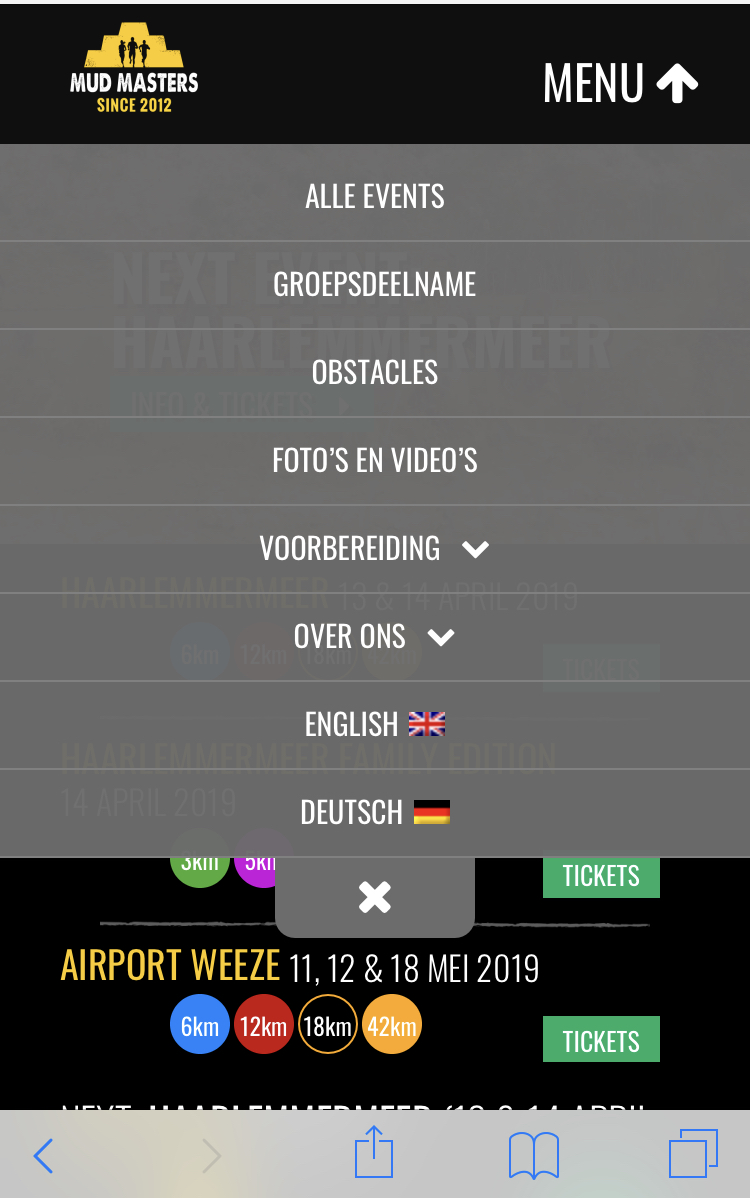 MUD MASTERS
SINCE 2012
MENU
ALLE EVENTS
NEXT EVENT
GROEPSDEELNAME
HAARLEMMERMEER
OBSTACLES
INFO & TICKETS
FOTO'S EN VIDEO'S
VOORBEREIDING
HAARLEMMERMEER 13 & 14 APRIL 2019
OVER ONS
6km 12km 18km 42km
TICKETS
ENGLISH
HAARLEMMERMEER FAMILY EDITION
14 APRIL 2019
DEUTSCH
3km 5km
TICKETS
AIRPORT WEEZE 11, 12 & 18 MEI 2019
6km 12km 18km 42km
TICKETS
NEXT: HAARLEMMERMEER (13 & 14 APRIL